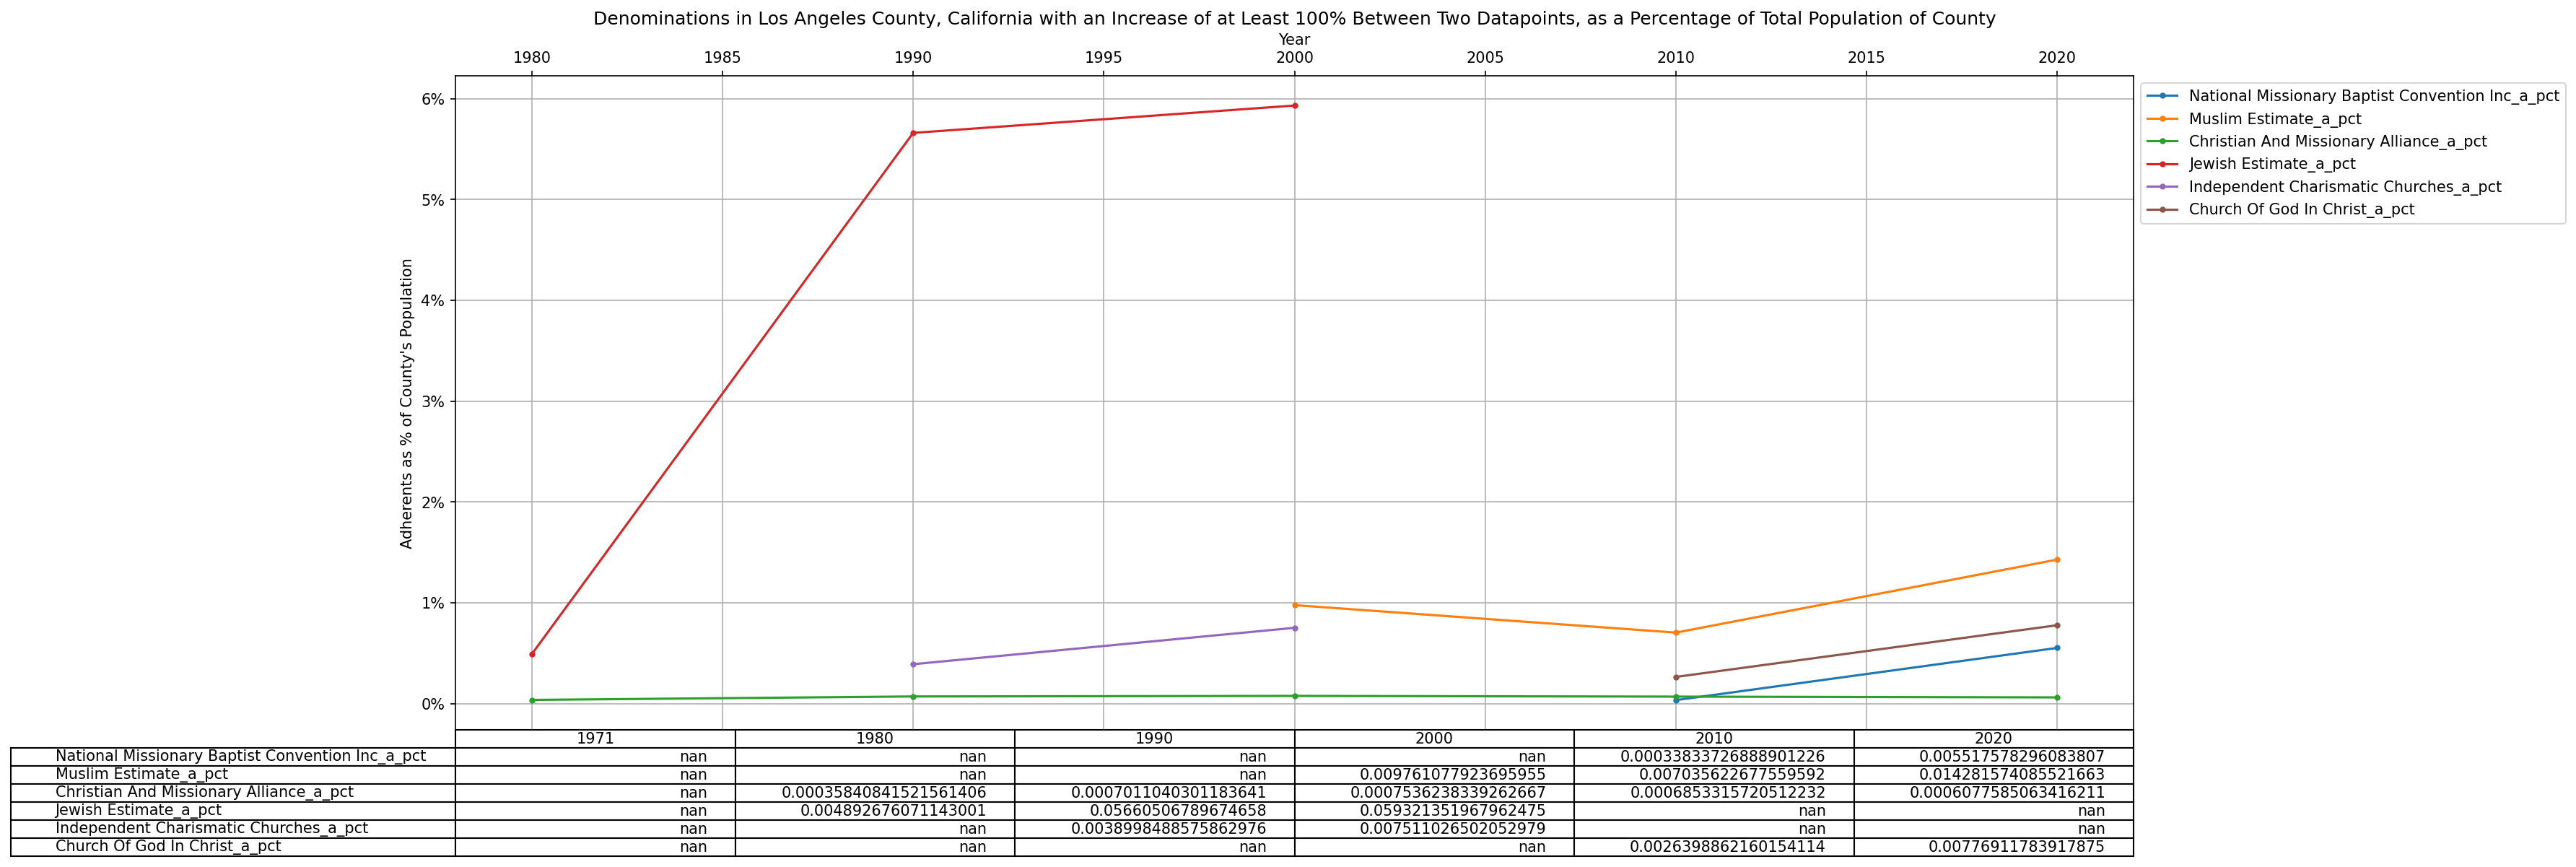 Denominations in Los Angeles County, California with an Increase of at Least 100% Between Two Datapoints, as a Percentage of Total Population of County
Year
1980 1985 1990 1995 2000 2005 2010 2015 2020
6%
5%
4%
3%
2%
1%
0%
Adherents as % of County's Population
National Missionary Baptist Convention Inc_a_pct
Muslim Estimate_a_pct
Christian And Missionary Alliance_a_pct
Jewish Estimate_a_pct
Independent Charismatic Churches_a_pct
Church Of God In Christ_a_pct
1971 1980 1990 2000 2010 2020
National Missionary Baptist Convention Inc_a_pct nan nan nan nan 0.00033833726888901226 0.005517578296083807
Muslim Estimate_a_pct nan nan nan 0.009761077923695955 0.007035622677559592 0.014281574085521663
Christian And Missionary Alliance_a_pct nan 0.00035840841521561406 0.0007011040301183641 0.0007536238339262667 0.0006853315720512232 0.0006077585063416211
Jewish Estimate_a_pct nan 0.004892676071143001 0.05660506789674658 0.059321351967962475 nan nan
Independent Charismatic Churches_a_pct nan nan 0.0038998488575862976 0.007511026502052979 nan nan
Church Of God In Christ_a_pct nan nan nan nan 0.0026398862160154114 0.00776911783917875